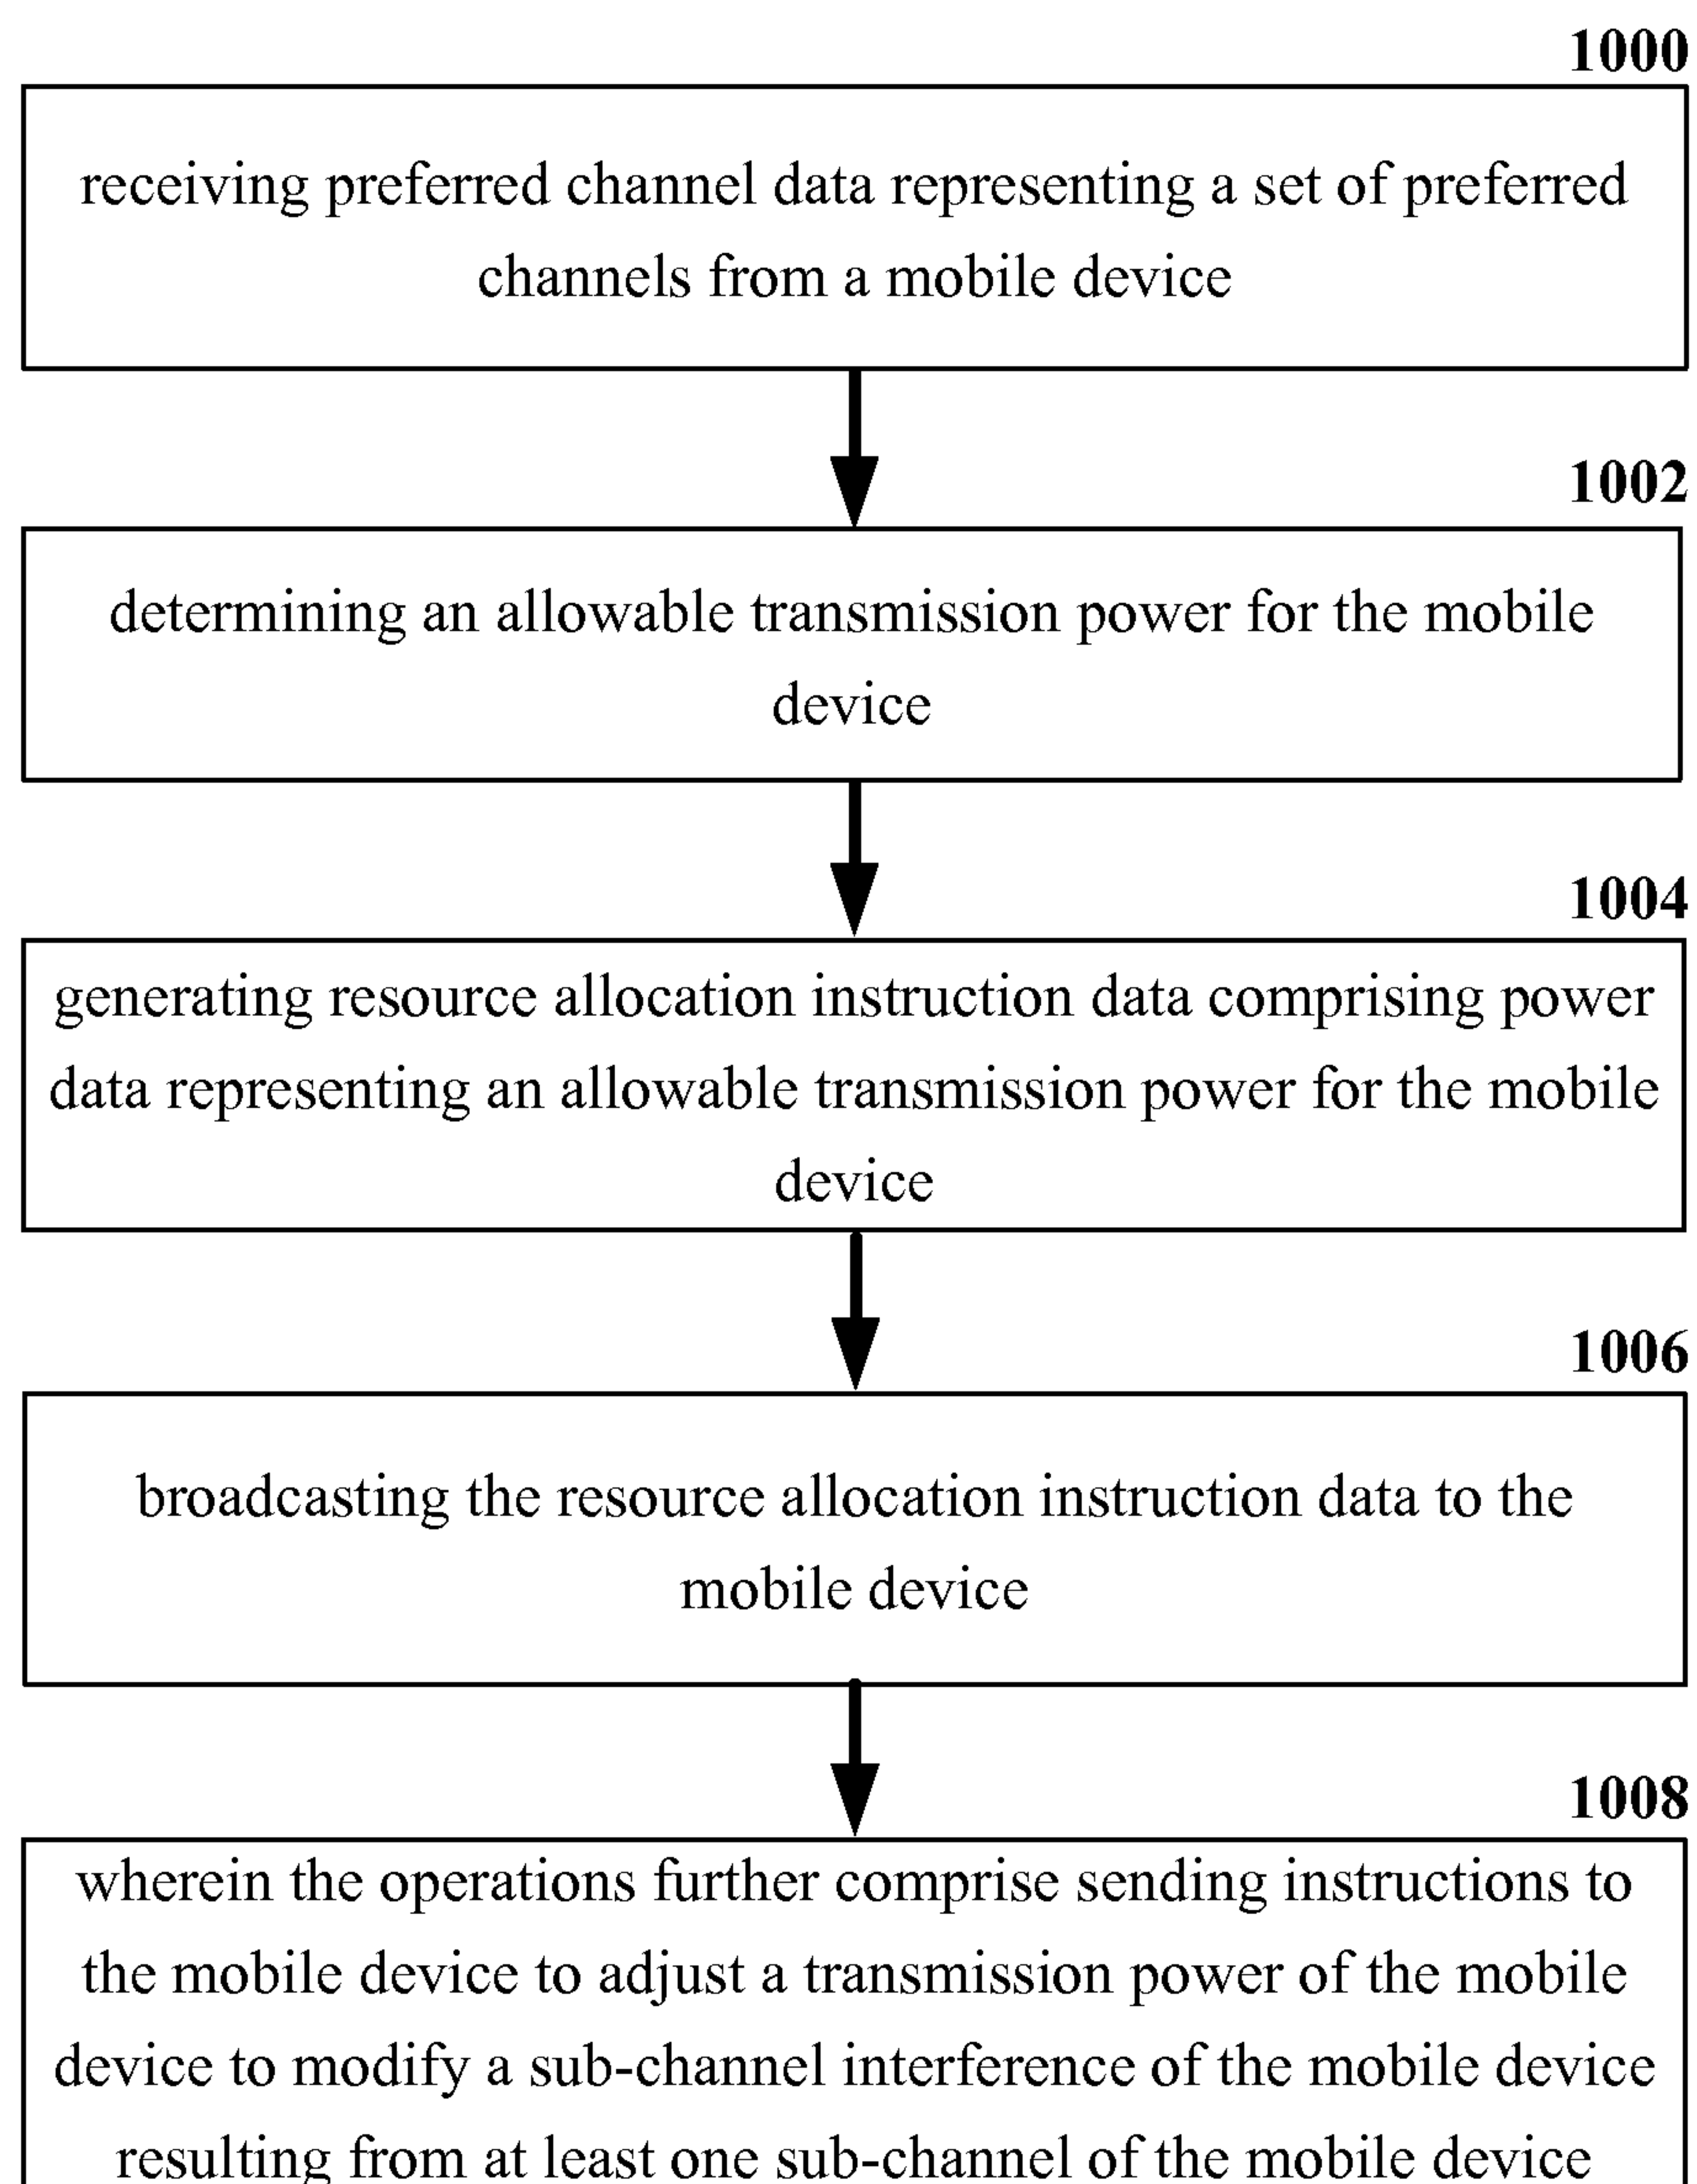 1000
receiving preferred channel data representing a set of preferred
channels from a mobile device
1002
determining an allowable transmission power for the mobile
device
1004
generating resource allocation instruction data comprising power
data representing an allowable transmission power for the mobile
device
1006
broadcasting the resource allocation instruction data to the
mobile device
1008
wherein the operations further comprise sending instructions to
the mobile device to adjust a transmission power of the mobile
device to modify a sub-channel interference of the mobile device
resulting from at least one sub-channel of the mobile device